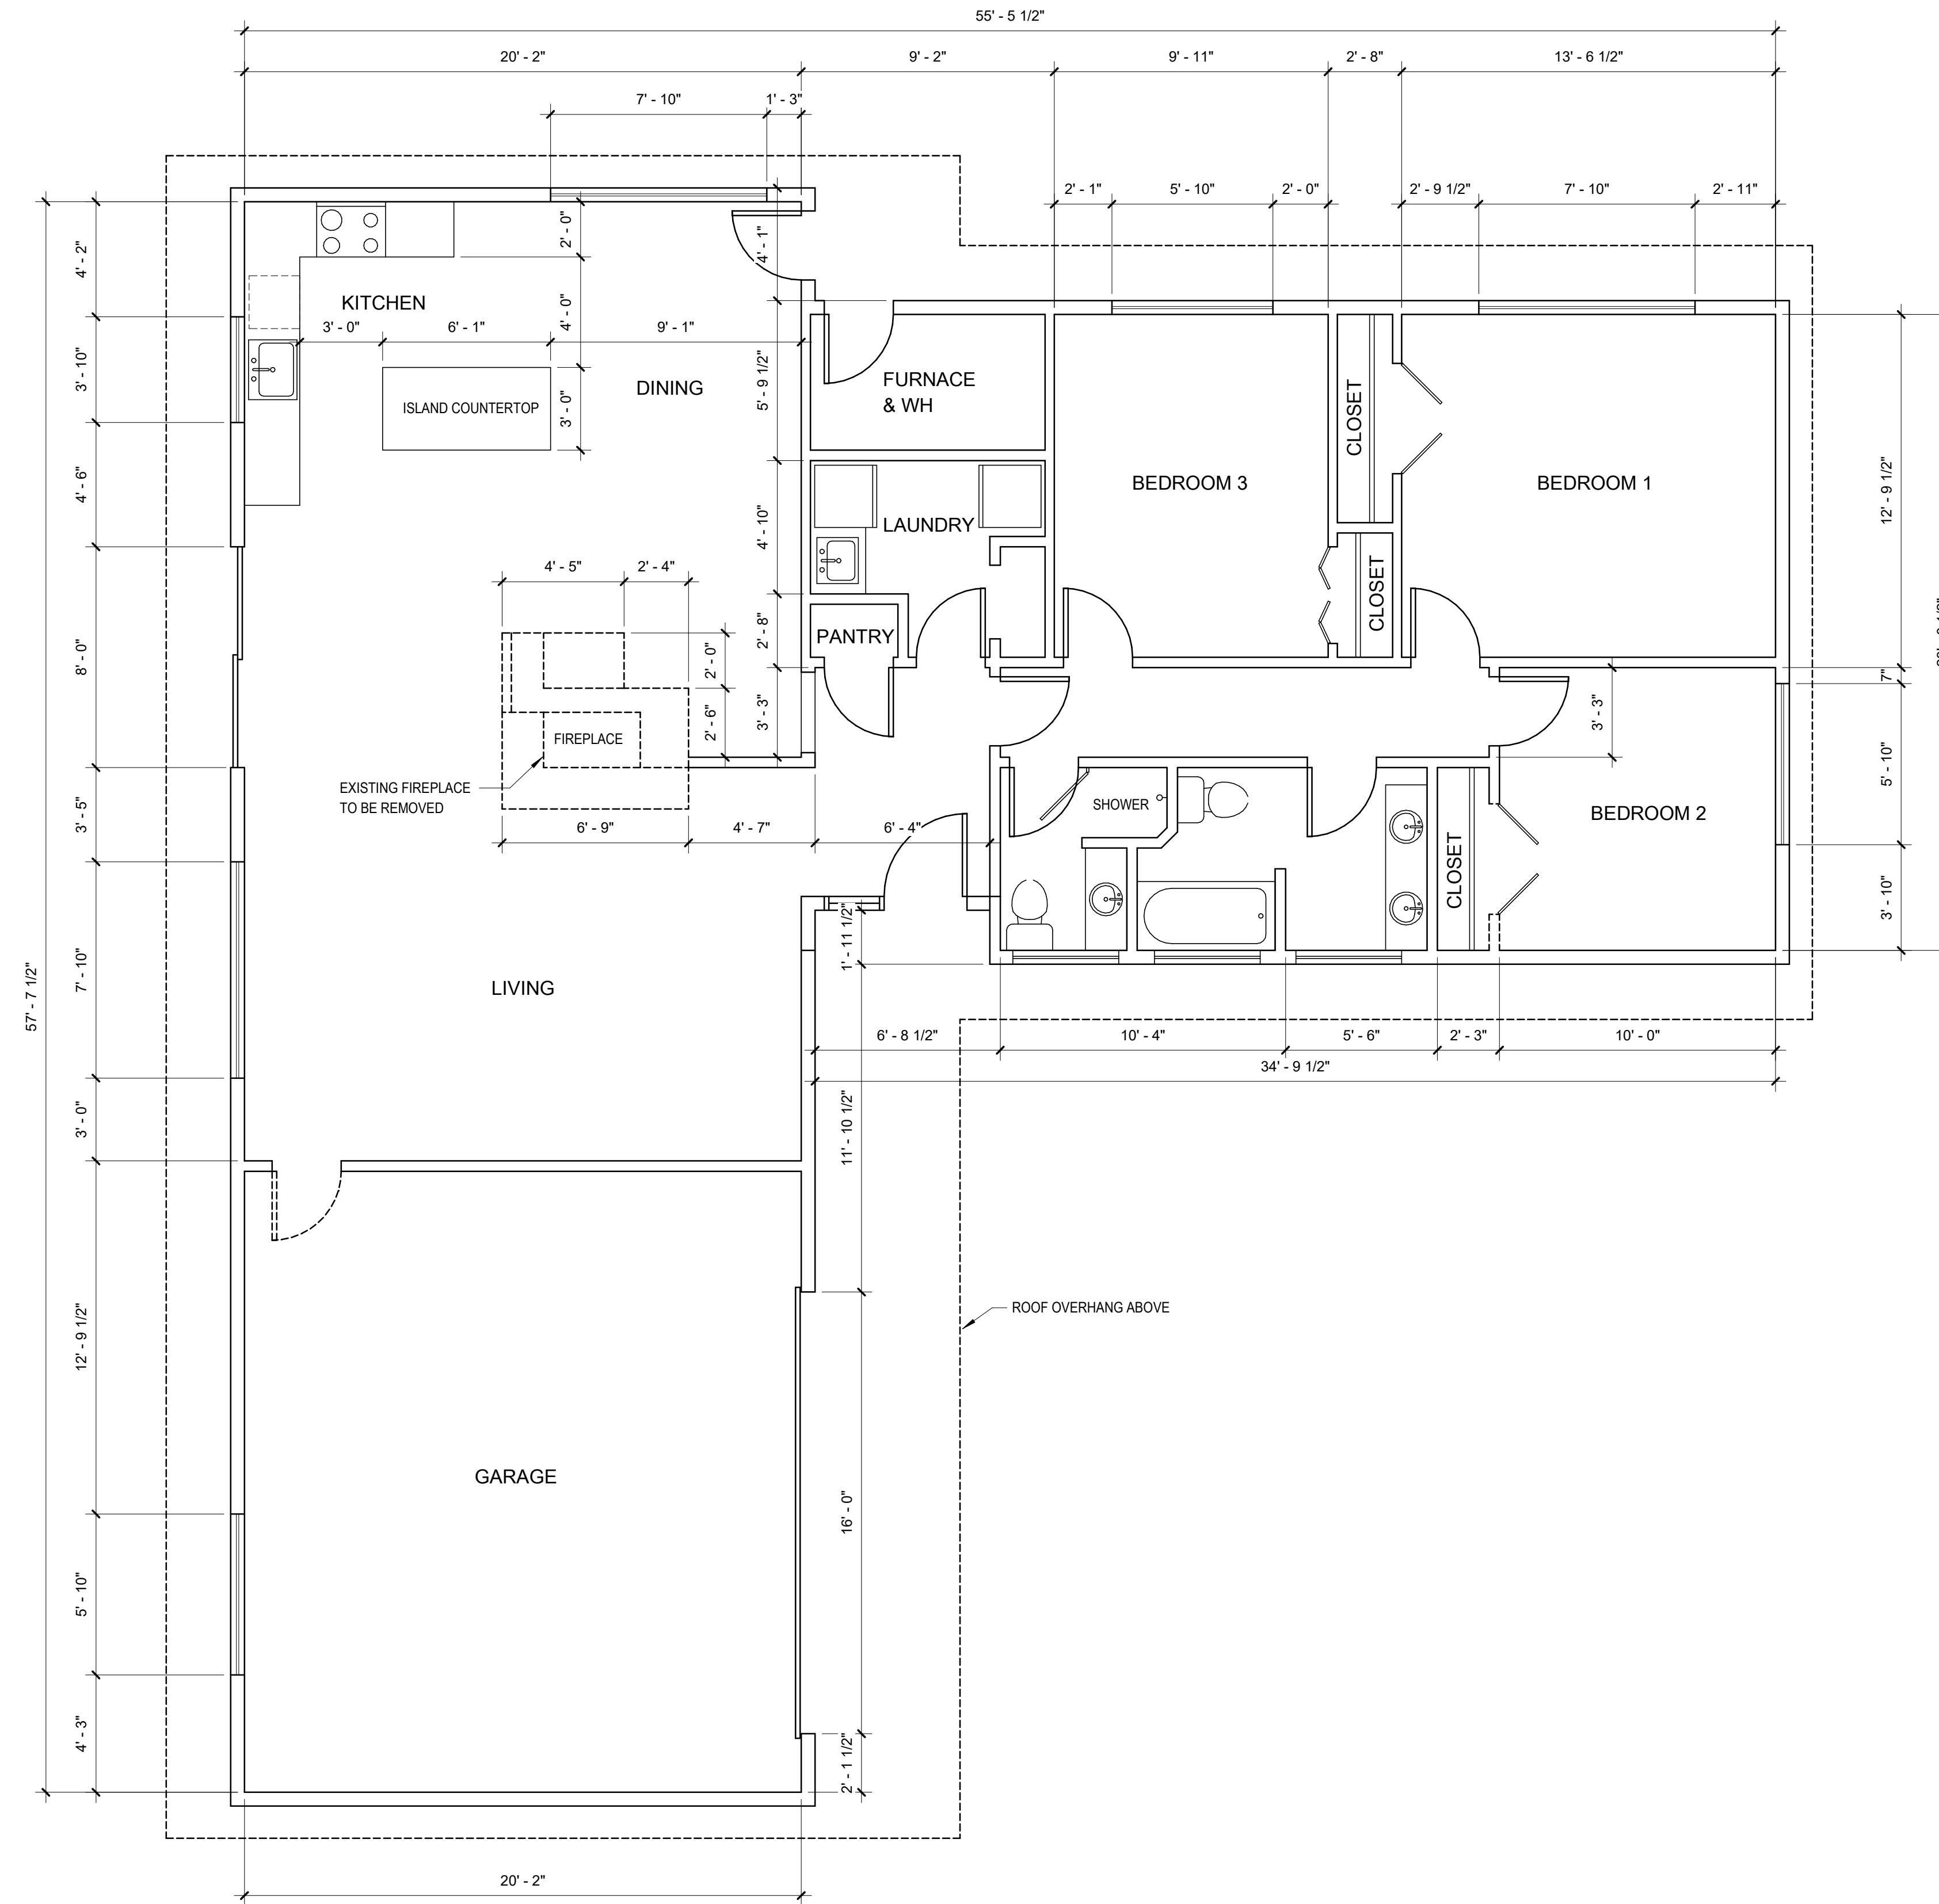 55' - 5 1/2"
20' - 2"
9' - 2"
9' - 11"
2' - 8"
13' - 6 1/2"
7' - 10"
1' - 3"
2' - 1"
5' - 10"
2' - 0"
2' - 9 1/2"
7' - 10"
2' - 11"
4' - 2"
2' - 0"
4' - 1"
KITCHEN
4' - 0"
3' - 0"
6' - 1"
9' - 1"
3' - 10"
DINING
5' - 9 1/2"
FURNACE
& WH
ISLAND COUNTERTOP
3' - 0"
CLOSET
BEDROOM 3
BEDROOM 1
12' - 9 1/2"
4' - 6"
4' - 10"
LAUNDRY
4' - 5"
2' - 4"
CLOSET
2' - 8"
PANTRY
8' - 0"
2' - 0"
7"
2' - 6"
3' - 3"
3' - 3"
FIREPLACE
5' - 10"
EXISTING FIREPLACE
TO BE REMOVED
SHOWER
BEDROOM 2
3' - 5"
6' - 9"
4' - 7"
6' - 4"
CLOSET
3' - 10"
1' - 11 1/2"
7' - 10"
57' - 7 1/2"
LIVING
6' - 8 1/2"
10' - 4"
5' - 6"
2' - 3"
10' - 0"
34' - 9 1/2"
3' - 0"
11' - 10 1/2"
12' - 9 1/2"
ROOF OVERHANG ABOVE
GARAGE
16' - 0"
5' - 10"
4' - 3"
2' - 1 1/2"
20' - 2"